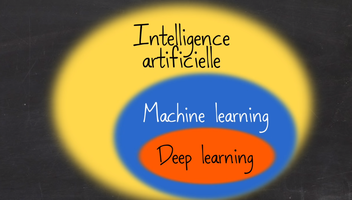 Intelligence
artificielle
Machine learning
Deep learning